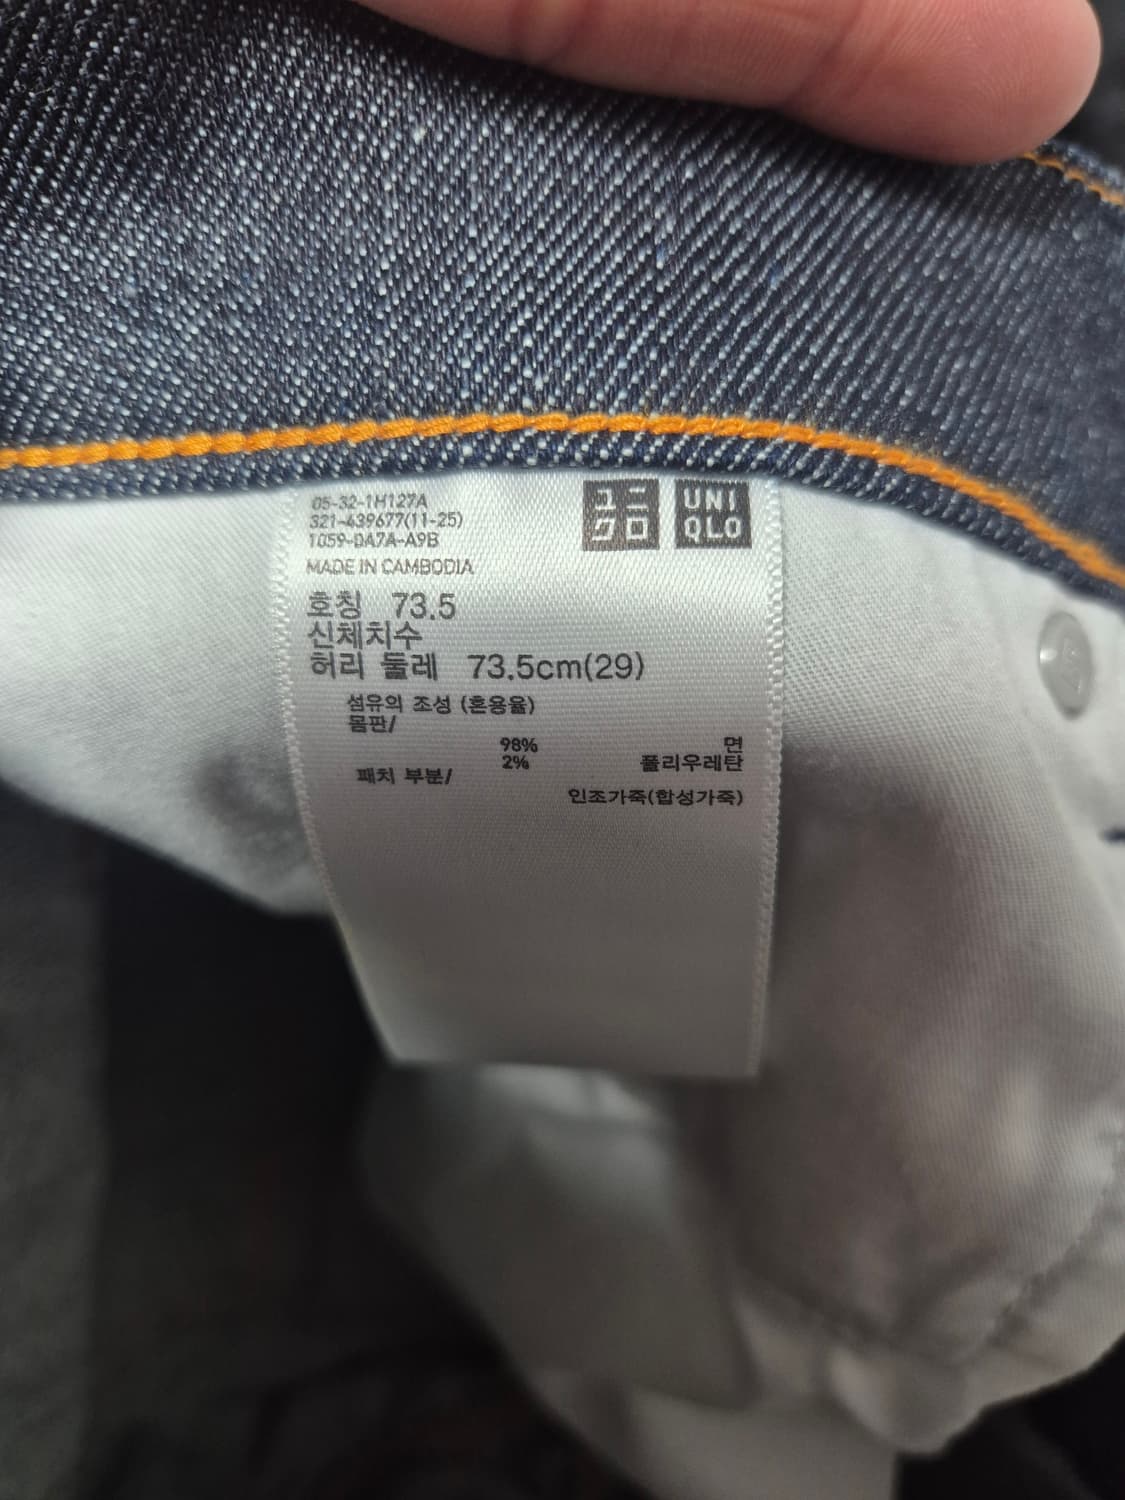 05-32-1H127A
321-439677(11-25)
1059-0A7A-A9B
MADE IN CAMBODIA
ユニ
クロ
UNI
QLO
호칭 73.5
신체치수
허리 둘레 73.5cm(29)
섬유의 조성 (혼용율)
몸판/
98% 면
2% 폴리우레탄
패치 부분/
인조가죽(합성가죽)